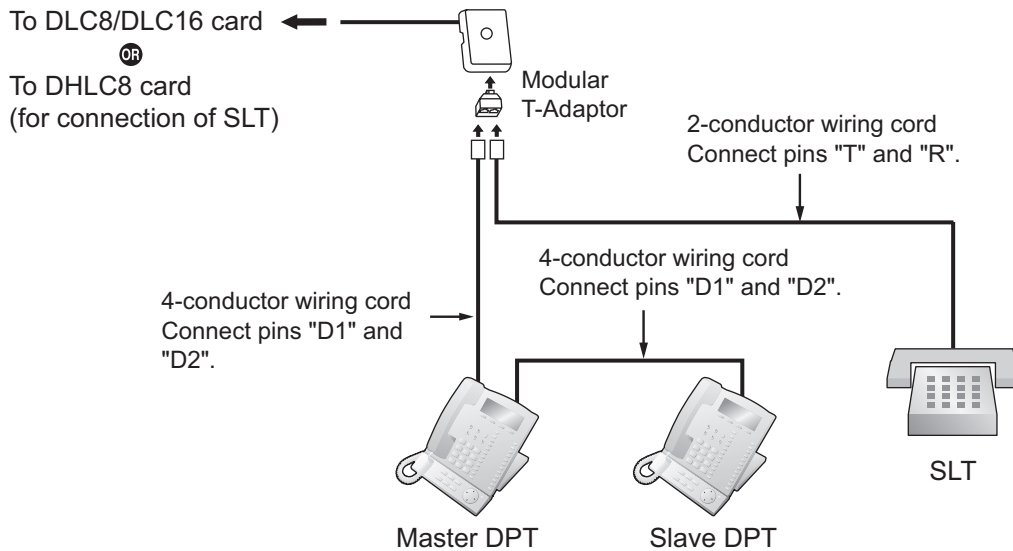 To DLC8/DLC16 card
OR
To DHLC8 card
(for connection of SLT)
Modular
T-Adaptor
2-conductor wiring cord
Connect pins "T" and "R".
4-conductor wiring cord
Connect pins "D1" and "D2".
4-conductor wiring cord
Connect pins "D1" and
"D2".
SLT
Master DPT
Slave DPT